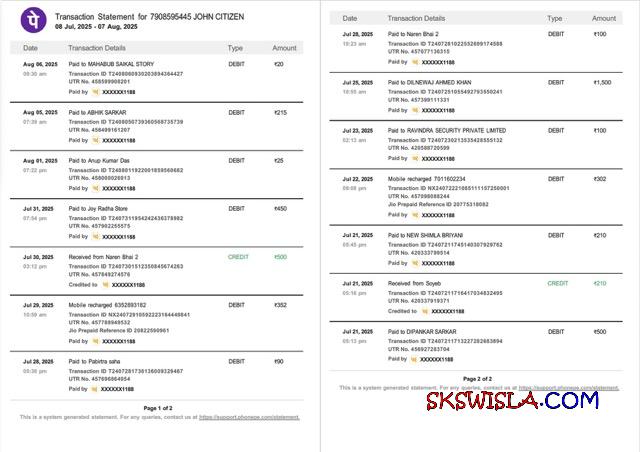 पे
Transaction Statement for 7908595445 JOHN CITIZEN
08 Jul, 2025 - 07 Aug, 2025
Date Transaction Details Type Amount
Aug 06, 2025 Paid to MAHABUB SAIKAL STORY DEBIT ₹20
09:30 am Transaction ID T2408060930203894364427
UTR No. 458599908201
Paid by XXXXXX1188
Aug 05, 2025 Paid to ABHIK SARKAR DEBIT ₹215
07:39 am Transaction ID T2408050739360568735739
UTR No. 458499161207
Paid by XXXXXX1188
Aug 01, 2025 Paid to Anup Kumar Das DEBIT ₹25
07:22 pm Transaction ID T2408011922001859560682
UTR No. 458000026013
Paid by XXXXXX1188
Jul 31, 2025 Paid to Joy Radha Store DEBIT ₹450
07:54 pm Transaction ID T2407311954242436378982
UTR No. 457902255575
Paid by XXXXXX1188
Jul 30, 2025 Received from Naren Bhai 2 CREDIT ₹500
03:12 pm Transaction ID T2407301512350845674263
UTR No. 457849274576
Credited to XXXXXX1188
Jul 29, 2025 Mobile recharged 6352893182 DEBIT ₹352
10:59 am Transaction ID NX240729105922231644 48841
UTR No. 457788949532
Jio Prepaid Reference ID 20822550961
Paid by XXXXXX1188
Jul 28, 2025 Paid to Pabirtra saha DEBIT ₹90
05:36 pm Transaction ID T2407281736136009329467
UTR No. 457696864054
Paid by XXXXXX1188
Page 1 of 2
This is a system generated statement. For any queries, contact us at https://support.phonepe.com/statement.
Date Transaction Details Type Amount
Jul 28, 2025 Paid to Naren Bhai 2 DEBIT ₹100
10:23 am Transaction ID T2407281022552699174588
UTR No. 457677136315
Paid by XXXXXX1188
Jul 25, 2025 Paid to DILNEWAJ AHMED KHAN DEBIT ₹1,500
10:55 am Transaction ID T2407251055492793550241
UTR No. 457399111331
Paid by XXXXXX1188
Jul 23, 2025 Paid to RAVINDRA SECURITY PRIVATE LIMITED DEBIT ₹100
02:13 am Transaction ID T2407230213535428555132
UTR No. 420588720599
Paid by XXXXXX1188
Jul 22, 2025 Mobile recharged 7011602234 DEBIT ₹302
09:08 pm Transaction ID NX24072221085111157250001
UTR No. 457098088244
Jio Prepaid Reference ID 20775318082
Paid by XXXXXX1188
Jul 21, 2025 Paid to NEW SHIMLA BRIYANI DEBIT ₹210
05:45 pm Transaction ID T2407211745140307929762
UTR No. 420333799514
Paid by XXXXXX1188
Jul 21, 2025 Received from Soyeb CREDIT ₹210
05:16 pm Transaction ID T2407211716417034832495
UTR No. 420337919371
Credited to XXXXXX1188
Jul 21, 2025 Paid to DIPANKAR SARKAR DEBIT ₹500
05:13 pm Transaction ID T2407211713227282683894
UTR No. 456927283704
Paid by XXXXXX1188
Page 2 of 2
This is a system generated statement. For any queries, contact us at https://support.phonepe.com/statement.
SKSWISLA.COM